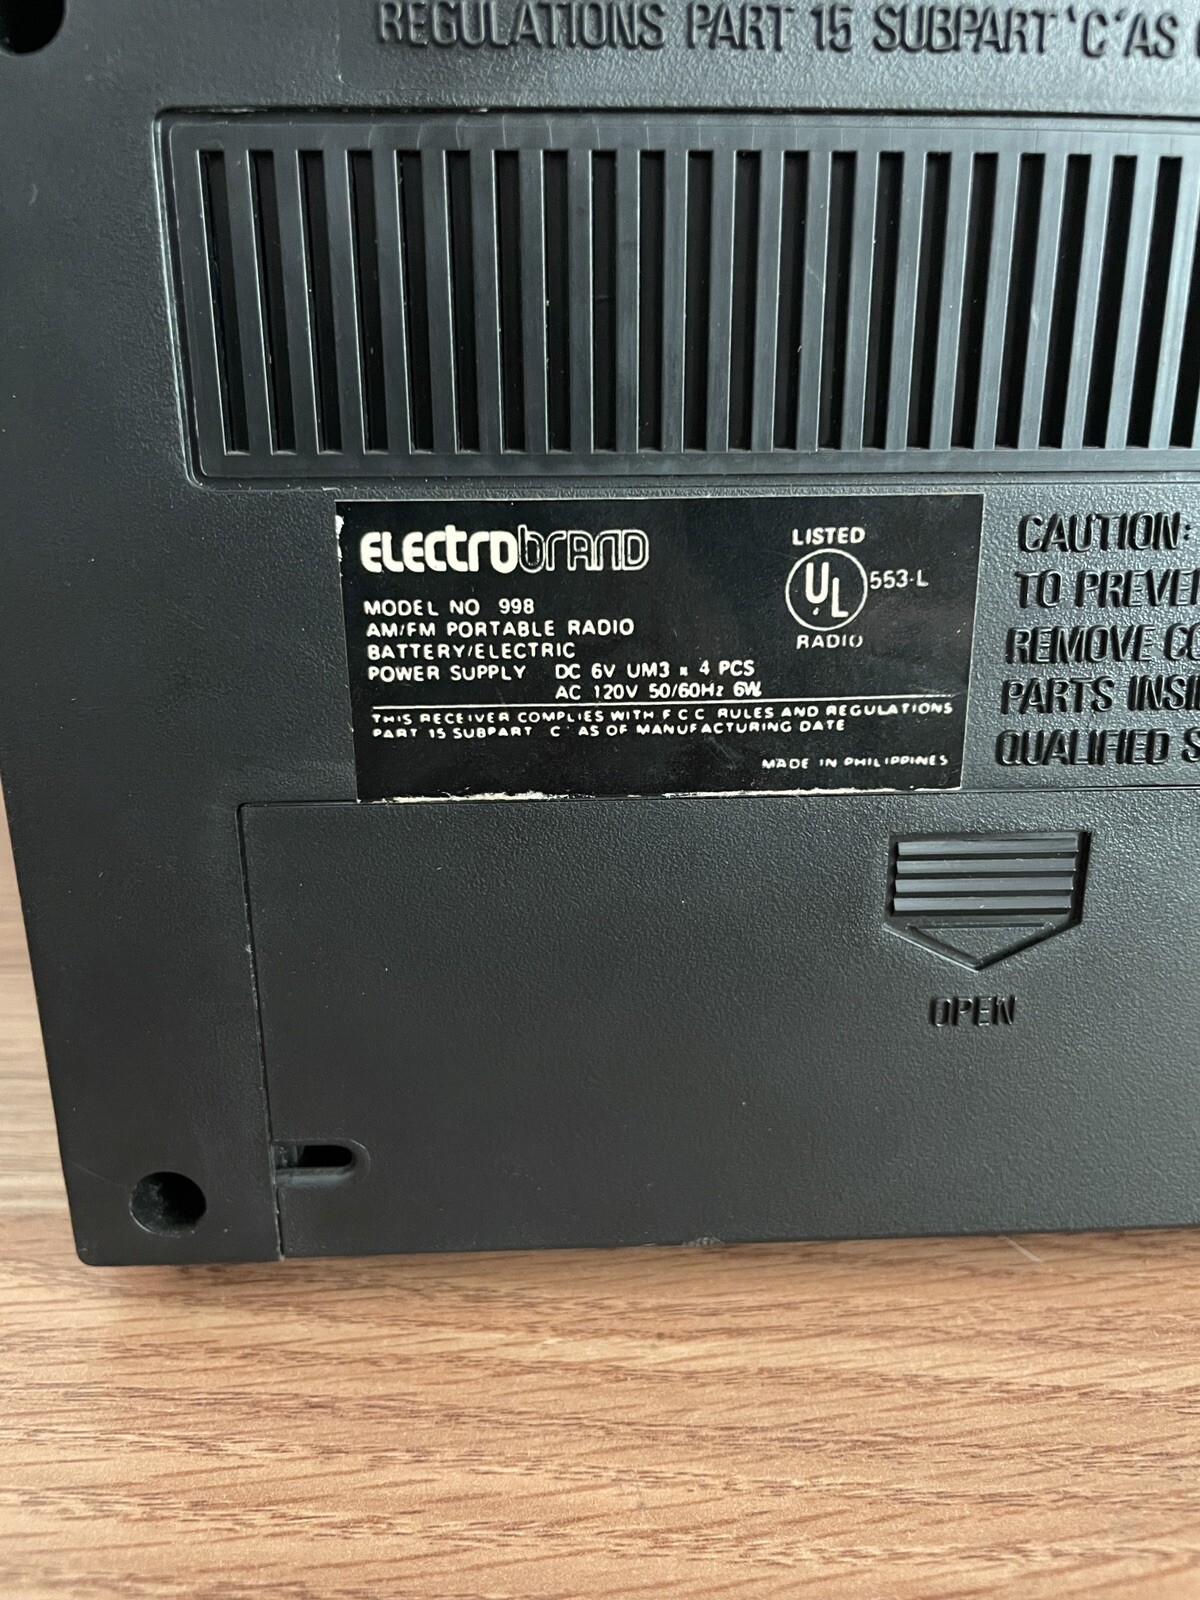 REGULATIONS PART 15 SUBPART 'C' AS
electrobrand
LISTED
UL
553-L
RADIO
MODEL NO 998
AM/FM PORTABLE RADIO
BATTERY/ELECTRIC
POWER SUPPLY DC 6V UM3 x 4 PCS
AC 120V 50/60Hz 6W
THIS RECEIVER COMPLIES WITH F C C RULES AND REGULATIONS
PART 15 SUBPART 'C' AS OF MANUFACTURING DATE
MADE IN PHILIPPINES
CAUTION:
TO PREVE
REMOVE CO
PARTS INSI
QUALIFIED S
OPEN